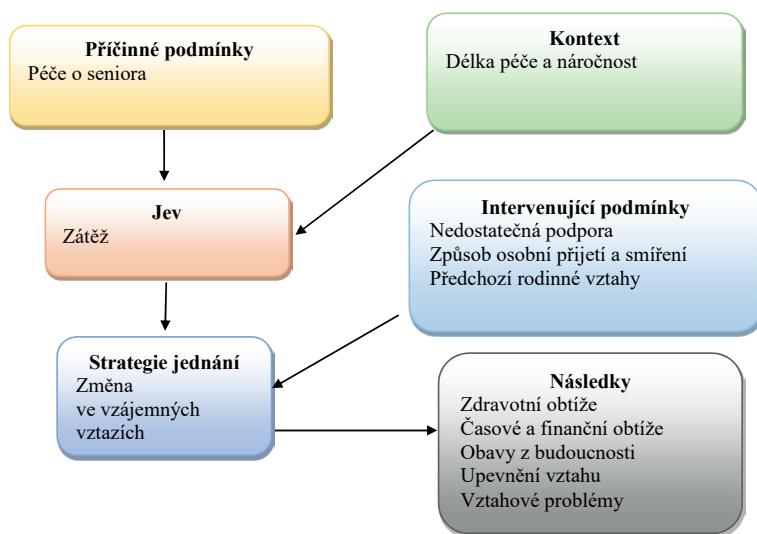 Příčinné podmínky
Péče o seniora
Kontext
Délka péče a náročnost
Jev
Zátěž
Intervenující podmínky
Nedostatečná podpora
Způsob osobní přijetí a smíření
Předchozí rodinné vztahy
Strategie jednání
Změna
ve vzájemných
vztazích
Následky
Zdravotní obtíže
Časové a finanční obtíže
Obavy z budoucnosti
Upevnění vztahu
Vztahové problémy